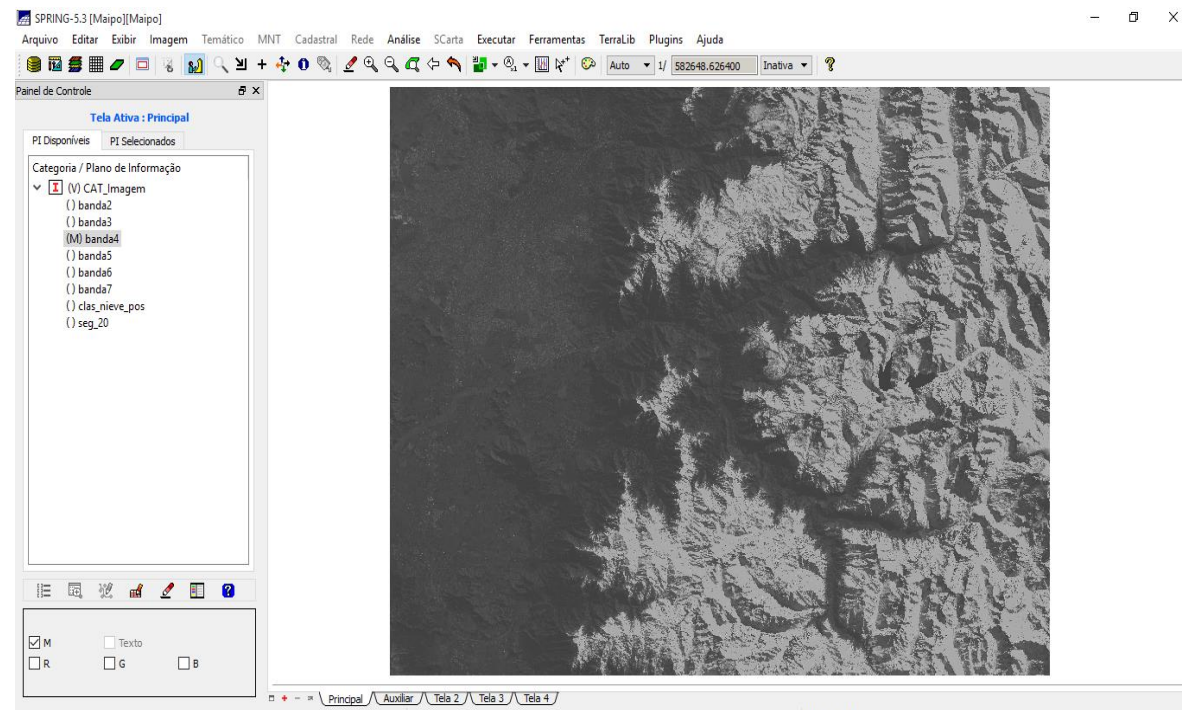 SPRING-5.3 [Maipo][Maipo]
Arquivo Editar Exibir Imagem Temático MNT Cadastral Rede Análise SCarta Executar Ferramentas TerraLib Plugins Ajuda
Auto 1/ 582648.626400 Inativa
Painel de Controle
Tela Ativa : Principal
PI Disponíveis PI Selecionados
Categoria / Plano de Informação
(V) CAT_Imagem
( ) banda2
( ) banda3
(M) banda4
( ) banda5
( ) banda6
( ) banda7
( ) clas_nieve_pos
( ) seg_20
M Texto
R G B
Principal Auxiliar Tela 2 Tela 3 Tela 4